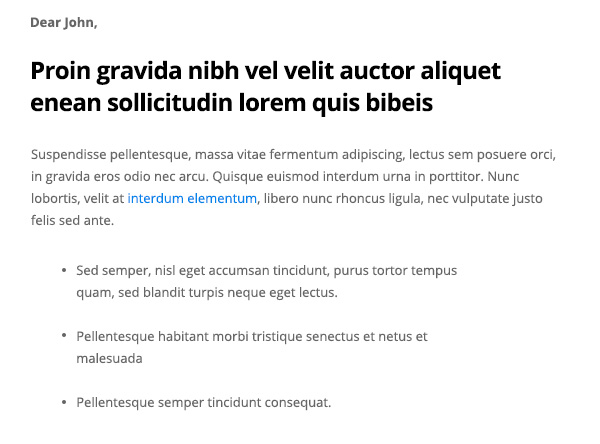 Dear John,
Proin gravida nibh vel velit auctor aliquet
enean sollicitudin lorem quis bibeis
Suspendisse pellentesque, massa vitae fermentum adipiscing, lectus sem posuere orci,
in gravida eros odio nec arcu. Quisque euismod interdum urna in porttitor. Nunc
lobortis, velit at interdum elementum, libero nunc rhoncus ligula, nec vulputate justo
felis sed ante.
• Sed semper, nisl eget accumsan tincidunt, purus tortor tempus
quam, sed blandit turpis neque eget lectus.
• Pellentesque habitant morbi tristique senectus et netus et
malesuada
• Pellentesque semper tincidunt consequat.